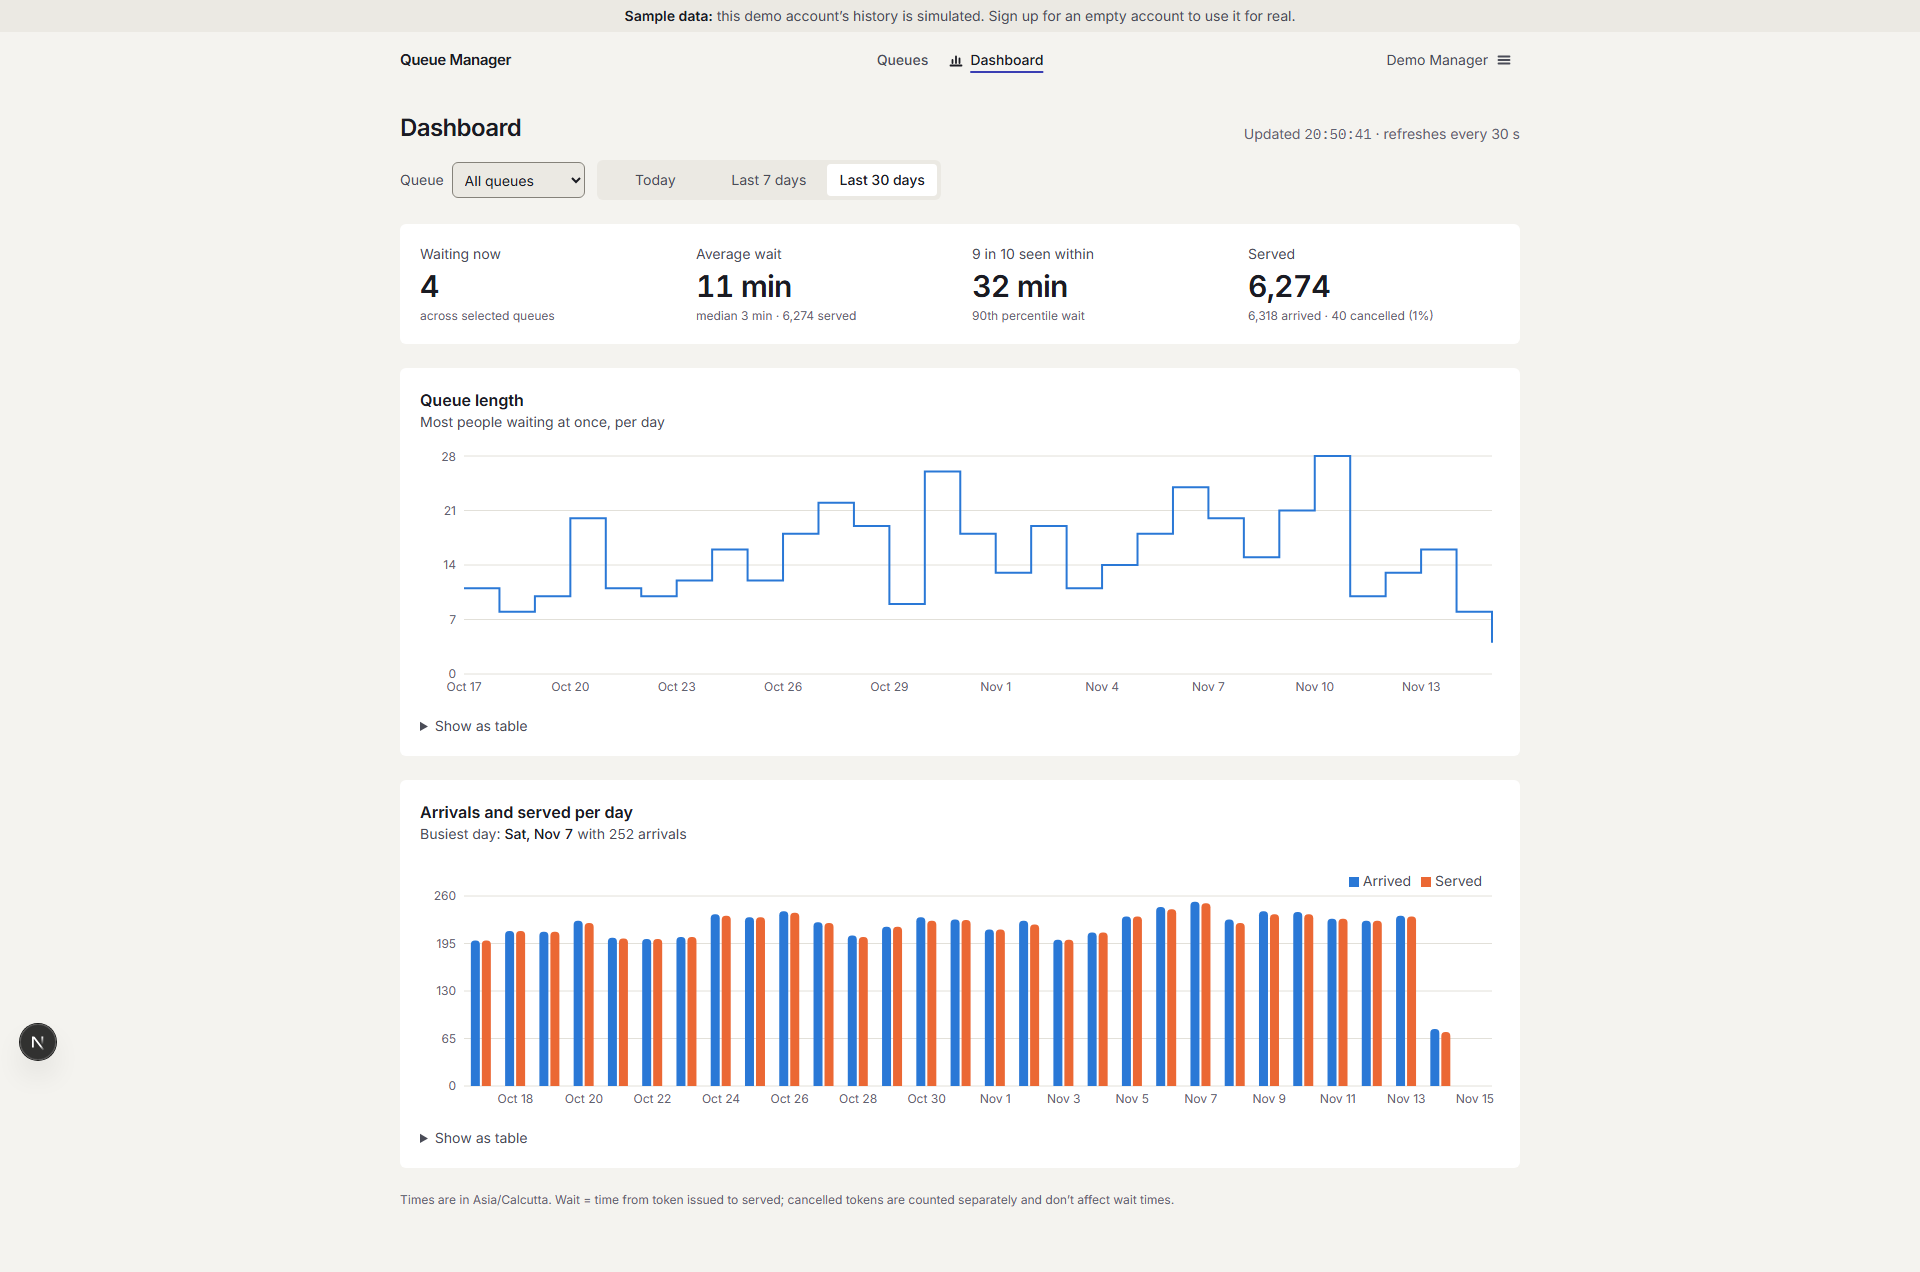 Sample data: this demo account’s history is simulated. Sign up for an empty account to use it for real.
Queue Manager
Queues
Dashboard
Demo Manager
Dashboard
Updated 20:50:41 · refreshes every 30 s
Queue
All queues
Today
Last 7 days
Last 30 days
Waiting now
4
across selected queues
Average wait
11 min
median 3 min · 6,274 served
9 in 10 seen within
32 min
90th percentile wait
Served
6,274
6,318 arrived · 40 cancelled (1%)
Queue length
Most people waiting at once, per day
28
21
14
7
0
Oct 17 Oct 20 Oct 23 Oct 26 Oct 29 Nov 1 Nov 4 Nov 7 Nov 10 Nov 13
Show as table
Arrivals and served per day
Busiest day: Sat, Nov 7 with 252 arrivals
Arrived Served
260
195
130
65
0
Oct 18 Oct 20 Oct 22 Oct 24 Oct 26 Oct 28 Oct 30 Nov 1 Nov 3 Nov 5 Nov 7 Nov 9 Nov 11 Nov 13 Nov 15
Show as table
N
Times are in Asia/Calcutta. Wait = time from token issued to served; cancelled tokens are counted separately and don’t affect wait times.